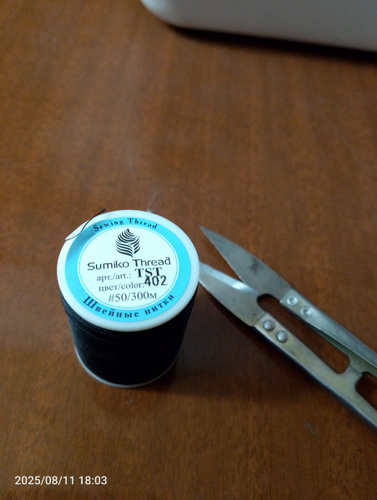 Sewing Thread
Sumiko Thread
арт./art.: TST
цвет/color.: 402
#50/300м
Швейные нитки
2025/08/11 18:03